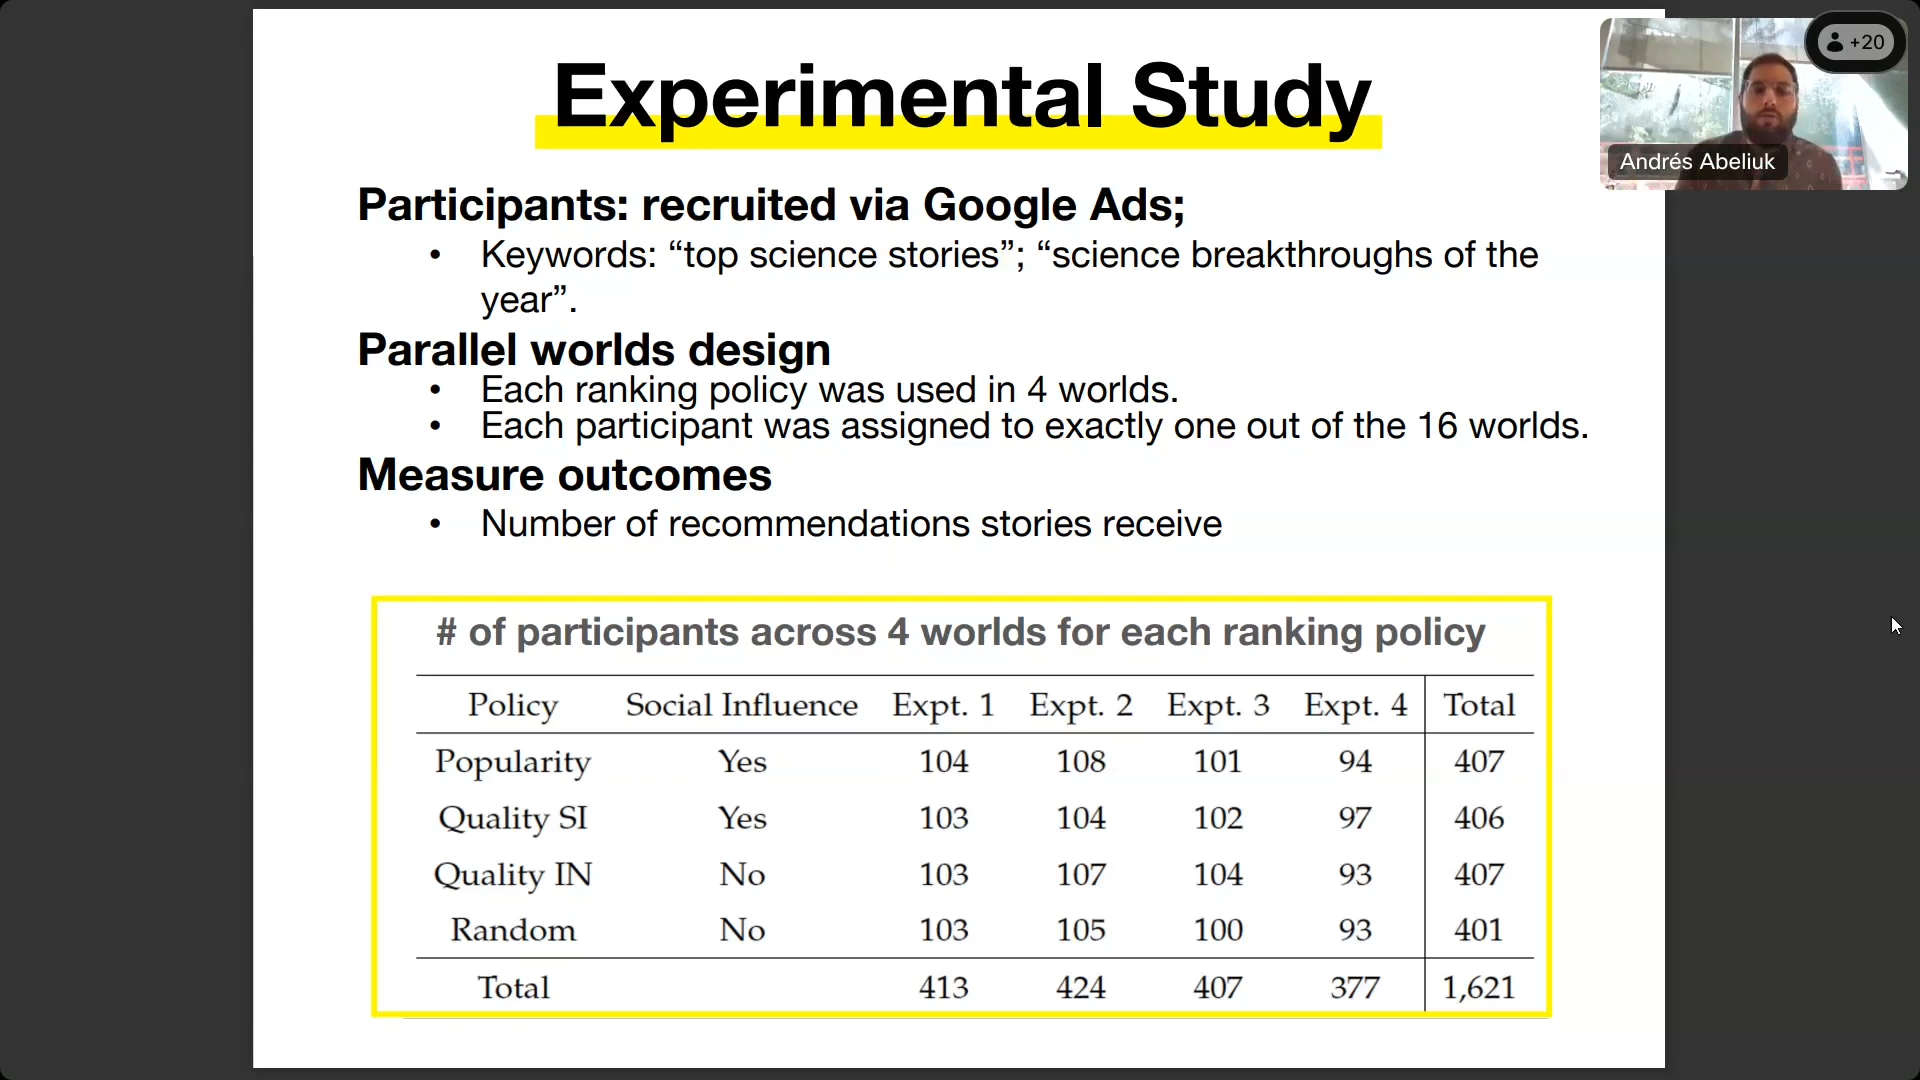 Experimental Study
+20
Andrés Abeliuk
Participants: recruited via Google Ads;
• Keywords: “top science stories”; “science breakthroughs of the
year”.
Parallel worlds design
• Each ranking policy was used in 4 worlds.
• Each participant was assigned to exactly one out of the 16 worlds.
Measure outcomes
• Number of recommendations stories receive
# of participants across 4 worlds for each ranking policy
Policy Social Influence Expt. 1 Expt. 2 Expt. 3 Expt. 4 Total
Popularity Yes 104 108 101 94 407
Quality SI Yes 103 104 102 97 406
Quality IN No 103 107 104 93 407
Random No 103 105 100 93 401
Total 413 424 407 377 1,621